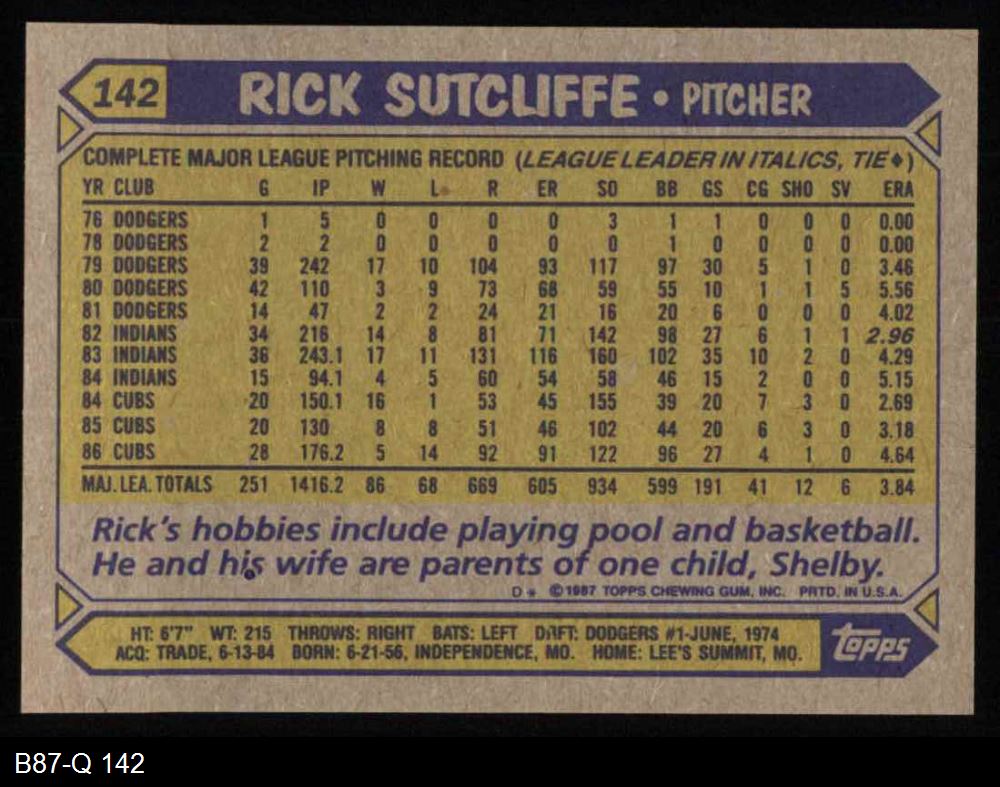 142 RICK SUTCLIFFE • PITCHER
COMPLETE MAJOR LEAGUE PITCHING RECORD (LEAGUE LEADER IN ITALICS, TIE♦)
YR CLUB G IP W L R ER SO BB GS CG SHO SV ERA
76 DODGERS 1 5 0 0 0 0 3 1 1 0 0 0 0.00
78 DODGERS 2 2 0 0 0 0 0 1 0 0 0 0 0.00
79 DODGERS 39 242 17 10 104 93 117 97 30 5 1 0 3.46
80 DODGERS 42 110 3 9 73 68 59 55 10 1 1 5 5.56
81 DODGERS 14 47 2 2 24 21 16 20 6 0 0 0 4.02
82 INDIANS 34 216 14 8 81 71 142 98 27 6 1 1 2.96
83 INDIANS 36 243.1 17 11 131 116 160 102 35 10 2 0 4.29
84 INDIANS 15 94.1 4 5 60 54 58 46 15 2 0 0 5.15
84 CUBS 20 150.1 16 1 53 45 155 39 20 7 3 0 2.69
85 CUBS 20 130 8 8 51 46 102 44 20 6 3 0 3.18
86 CUBS 28 176.2 5 14 92 91 122 96 27 4 1 0 4.64
MAJ. LEA. TOTALS 251 1416.2 86 68 669 605 934 599 191 41 12 6 3.84
Rick's hobbies include playing pool and basketball.
He and his wife are parents of one child, Shelby.
D* © 1987 TOPPS CHEWING GUM, INC. PRTD. IN U.S.A.
HT: 6'7" WT: 215 THROWS: RIGHT BATS: LEFT DRFT: DODGERS #1-JUNE, 1974
ACQ: TRADE, 6-13-84 BORN: 6-21-56, INDEPENDENCE, MO. HOME: LEE'S SUMMIT, MO.
topps
B87-Q 142